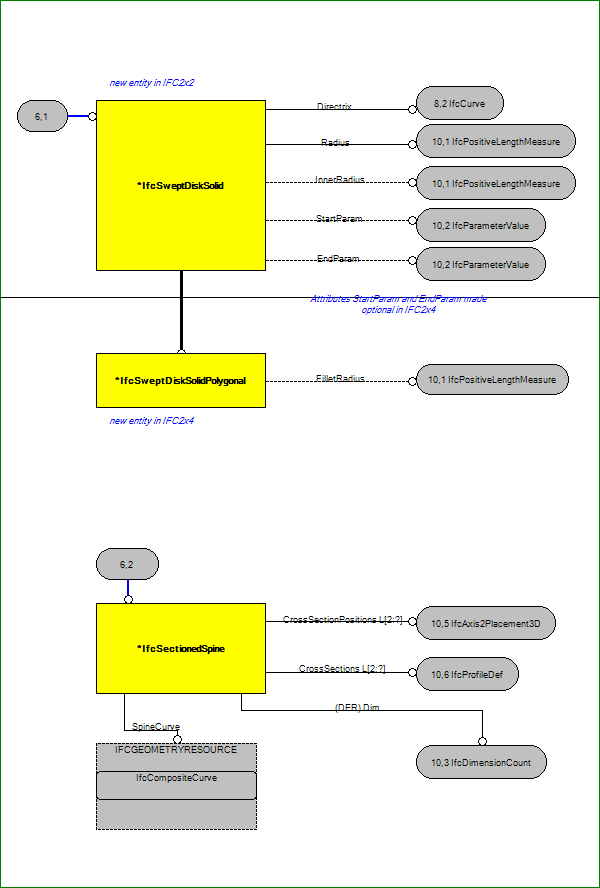 new entity in IFC2x2
6,1
*IfcSweptDiskSolid
Directrix
8,2 IfcCurve
Radius
10,1 IfcPositiveLengthMeasure
InnerRadius
10,1 IfcPositiveLengthMeasure
StartParam
10,2 IfcParameterValue
EndParam
10,2 IfcParameterValue
Attributes StartParam and EndParam made
optional in IFC2x4
*IfcSweptDiskSolidPolygonal
FilletRadius
10,1 IfcPositiveLengthMeasure
new entity in IFC2x4
6,2
*IfcSectionedSpine
CrossSectionPositions L[2:?]
10,5 IfcAxis2Placement3D
CrossSections L[2:?]
10,6 IfcProfileDef
(DER) Dim
10,3 IfcDimensionCount
SpineCurve
IFCGEOMETRYRESOURCE
IfcCompositeCurve